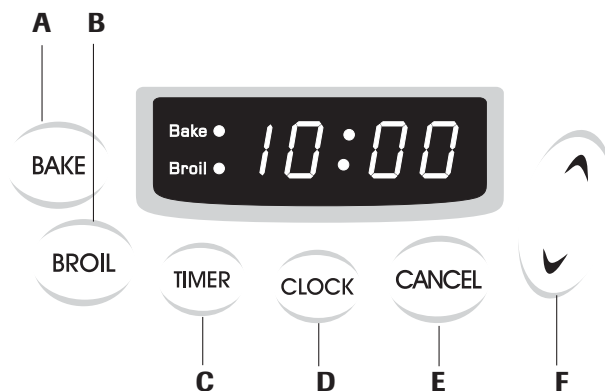 A B
Bake
10:00
Broil
BAKE
BROIL
TIMER
CLOCK
CANCEL
C D E F